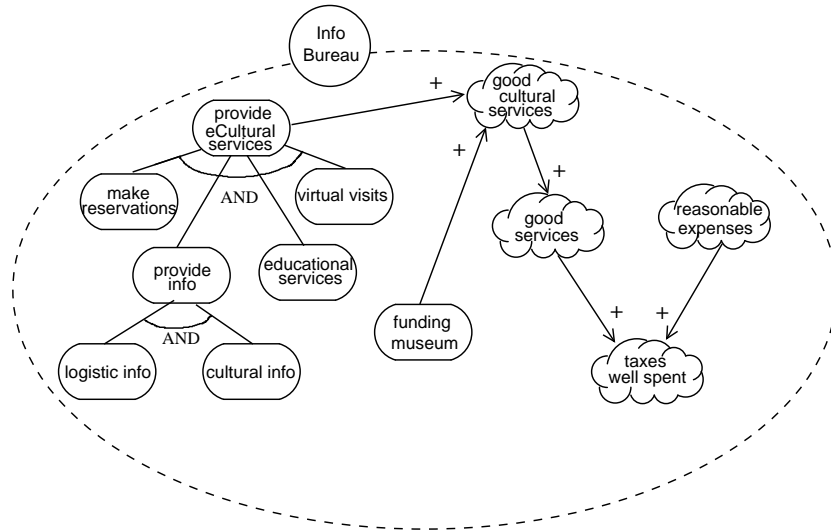 Info
Bureau
+
good
cultural
services
provide
eCultural
services
+
+
make
reservations
AND
virtual visits
good
services
reasonable
expenses
provide
info
educational
services
+
+
funding
museum
AND
logistic info
cultural info
taxes
well spent